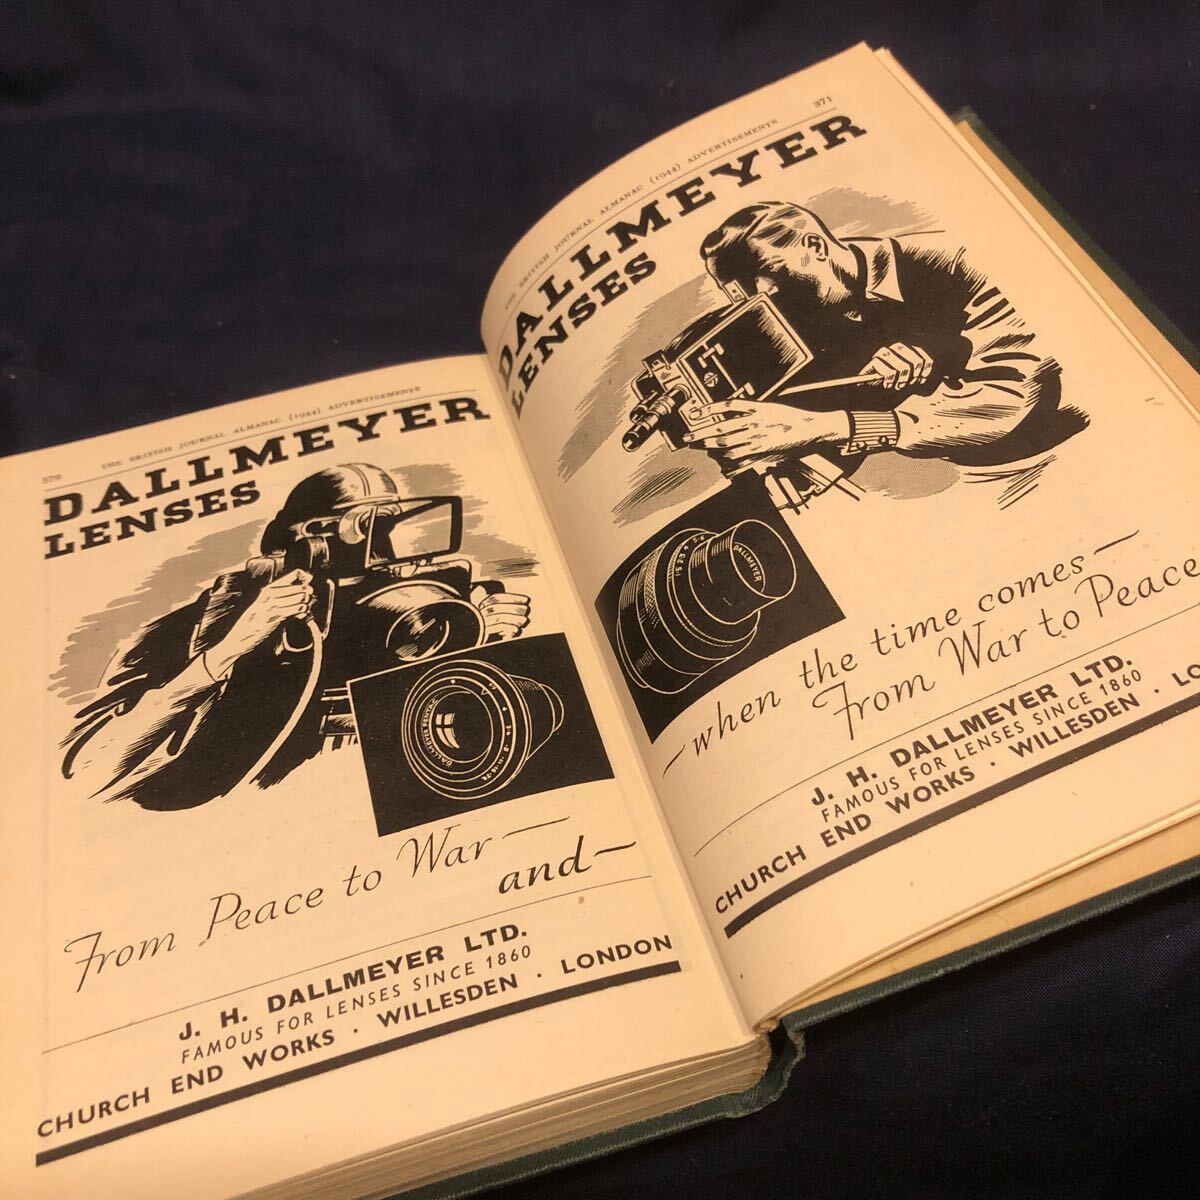 370
THE BRITISH JOURNAL ALMANAC (1944) ADVERTISEMENTS
DALLMEYER
LENSES
From Peace to War —
and —
J. H. DALLMEYER LTD.
FAMOUS FOR LENSES SINCE 1860
CHURCH END WORKS · WILLESDEN · LONDON
THE BRITISH JOURNAL ALMANAC (1944) ADVERTISEMENTS
371
DALLMEYER
LENSES
DALLMEYER
— when the time comes —
From War to Peace
J. H. DALLMEYER LTD.
FAMOUS FOR LENSES SINCE 1860
CHURCH END WORKS · WILLESDEN · LO